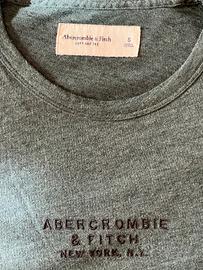 Abercrombie & Fitch
S
ABERCROMBIE
& FITCH
NEW YORK, N.Y.